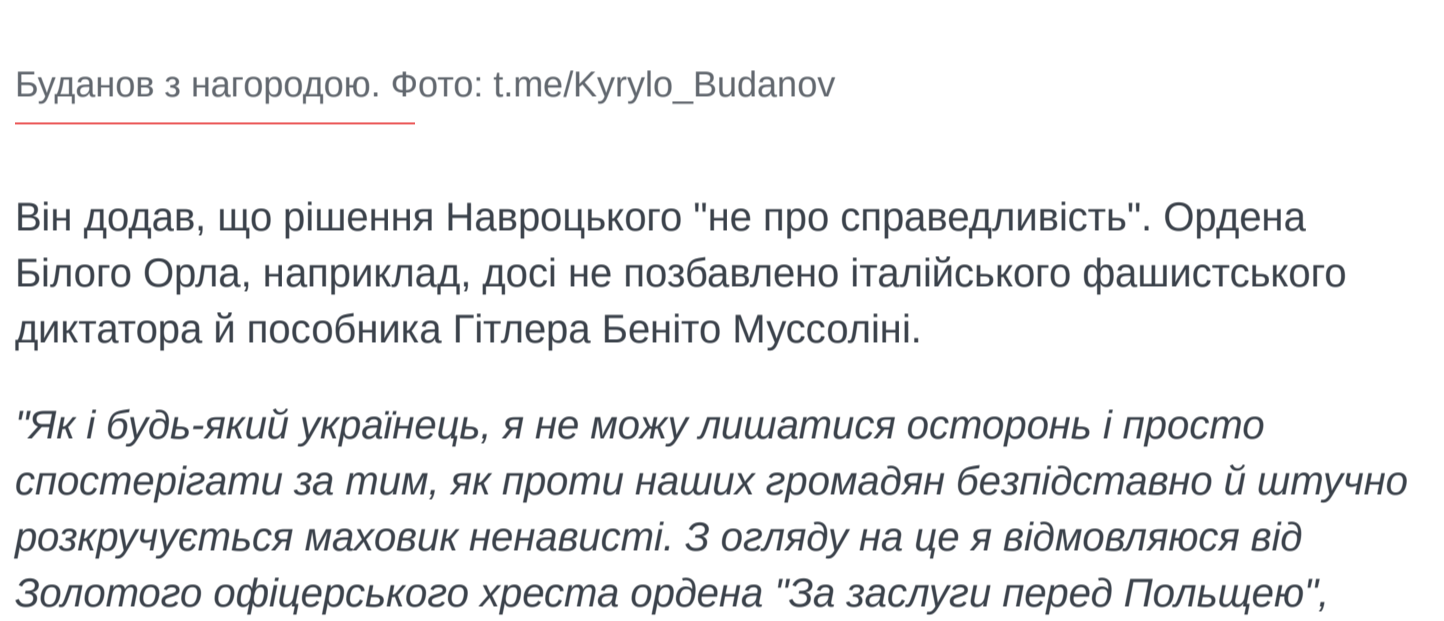 Буданов з нагородою. Фото: t.me/Kyrylo_Budanov
Він додав, що рішення Навроцького "не про справедливість". Ордена
Білого Орла, наприклад, досі не позбавлено італійського фашистського
диктатора й пособника Гітлера Беніто Муссоліні.
"Як і будь-який українець, я не можу лишатися осторонь і просто
спостерігати за тим, як проти наших громадян безпідставно й штучно
розкручується маховик ненависті. З огляду на це я відмовляюся від
Золотого офіцерського хреста ордена "За заслуги перед Польщею",